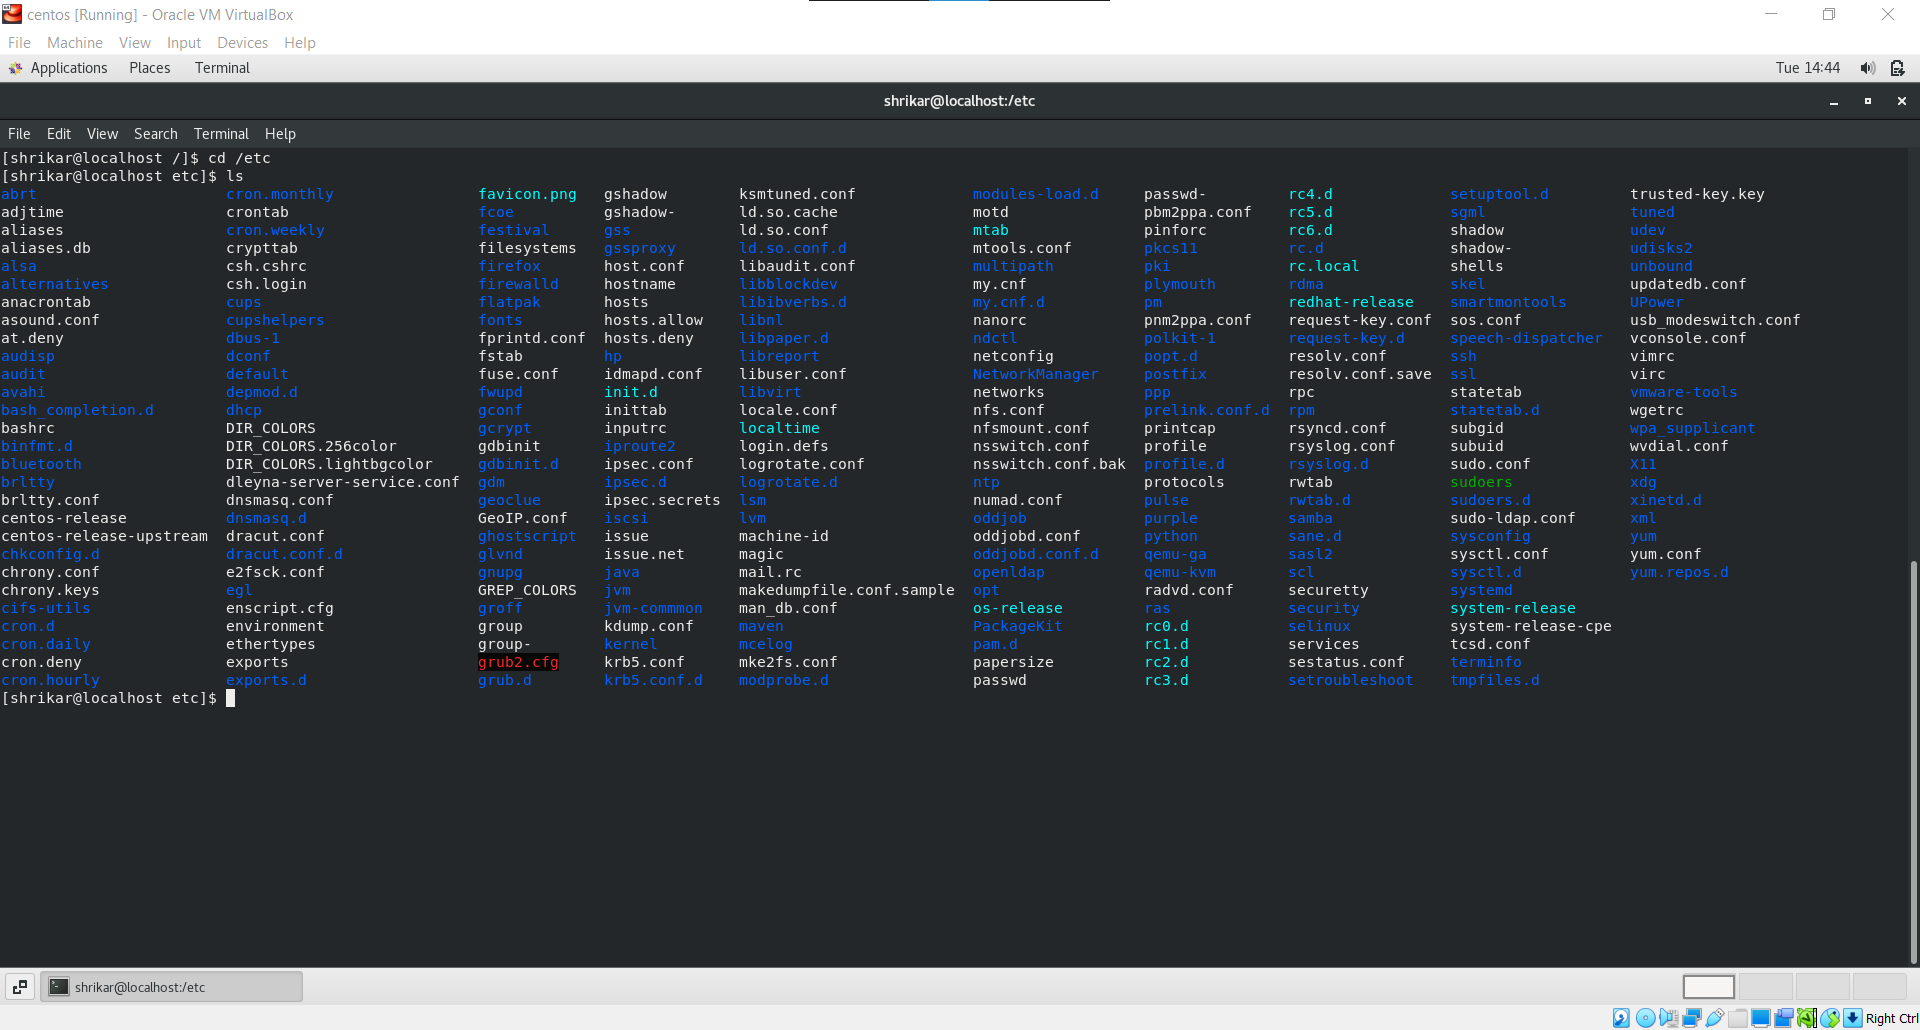 centos [Running] - Oracle VM VirtualBox
File Machine View Input Devices Help
Applications Places Terminal Tue 14:44
shrikar@localhost:/etc
File Edit View Search Terminal Help
[shrikar@localhost /]$ cd /etc
[shrikar@localhost etc]$ ls
abrt cron.monthly favicon.png gshadow ksmtuned.conf modules-load.d passwd- rc4.d setuptool.d trusted-key.key
adjtime crontab fcoe gshadow- ld.so.cache motd pbm2ppa.conf rc5.d sgml tuned
aliases cron.weekly festival gss ld.so.conf mtab pinforc rc6.d shadow udev
aliases.db crypttab filesystems gssproxy ld.so.conf.d mtools.conf pkcs11 rc.d shadow- udisks2
alsa csh.cshrc firefox host.conf libaudit.conf multipath pki rc.local shells unbound
alternatives csh.login firewalld hostname libblockdev my.cnf plymouth rdma skel updatedb.conf
anacrontab cups flatpak hosts libibverbs.d my.cnf.d pm redhat-release smartmontools UPower
asound.conf cupshelpers fonts hosts.allow libnl nanorc pnm2ppa.conf request-key.conf sos.conf usb_modeswitch.conf
at.deny dbus-1 fprintd.conf hosts.deny libpaper.d ndctl polkit-1 request-key.d speech-dispatcher vconsole.conf
audisp dconf fstab hp libreport netconfig popt.d resolv.conf ssh vimrc
audit default fuse.conf idmapd.conf libuser.conf NetworkManager postfix resolv.conf.save ssl virc
avahi depmod.d fwupd init.d libvirt networks ppp rpc statetab vmware-tools
bash_completion.d dhcp gconf inittab locale.conf nfs.conf prelink.conf.d rpm statetab.d wgetrc
bashrc DIR_COLORS gcrypt inputrc localtime nfsmount.conf printcap rsyncd.conf subgid wpa_supplicant
binfmt.d DIR_COLORS.256color gdbinit iproute2 login.defs nsswitch.conf profile rsyslog.conf subuid wvdial.conf
bluetooth DIR_COLORS.lightbgcolor gdbinit.d ipsec.conf logrotate.conf nsswitch.conf.bak profile.d rsyslog.d sudo.conf X11
brltty dleyna-server-service.conf gdm ipsec.d logrotate.d ntp protocols rwtab sudoers xdg
brltty.conf dnsmasq.conf geoclue ipsec.secrets lsm numad.conf pulse rwtab.d sudoers.d xinetd.d
centos-release dnsmasq.d GeoIP.conf iscsi lvm oddjob purple samba sudo-ldap.conf xml
centos-release-upstream dracut.conf ghostscript issue machine-id oddjobd.conf python sane.d sysconfig yum
chkconfig.d dracut.conf.d glvnd issue.net magic oddjobd.conf.d qemu-ga sasl2 sysctl.conf yum.conf
chrony.conf e2fsck.conf gnupg java mail.rc openldap qemu-kvm scl sysctl.d yum.repos.d
chrony.keys egl GREP_COLORS jvm makedumpfile.conf.sample opt radvd.conf securetty systemd
cifs-utils enscript.cfg groff jvm-commmon man_db.conf os-release ras security system-release
cron.d environment group kdump.conf maven PackageKit rc0.d selinux system-release-cpe
cron.daily ethertypes group- kernel mcelog pam.d rc1.d services tcsd.conf
cron.deny exports grub2.cfg krb5.conf mke2fs.conf papersize rc2.d sestatus.conf terminfo
cron.hourly exports.d grub.d krb5.conf.d modprobe.d passwd rc3.d setroubleshoot tmpfiles.d
[shrikar@localhost etc]$
shrikar@localhost:/etc
Right Ctrl